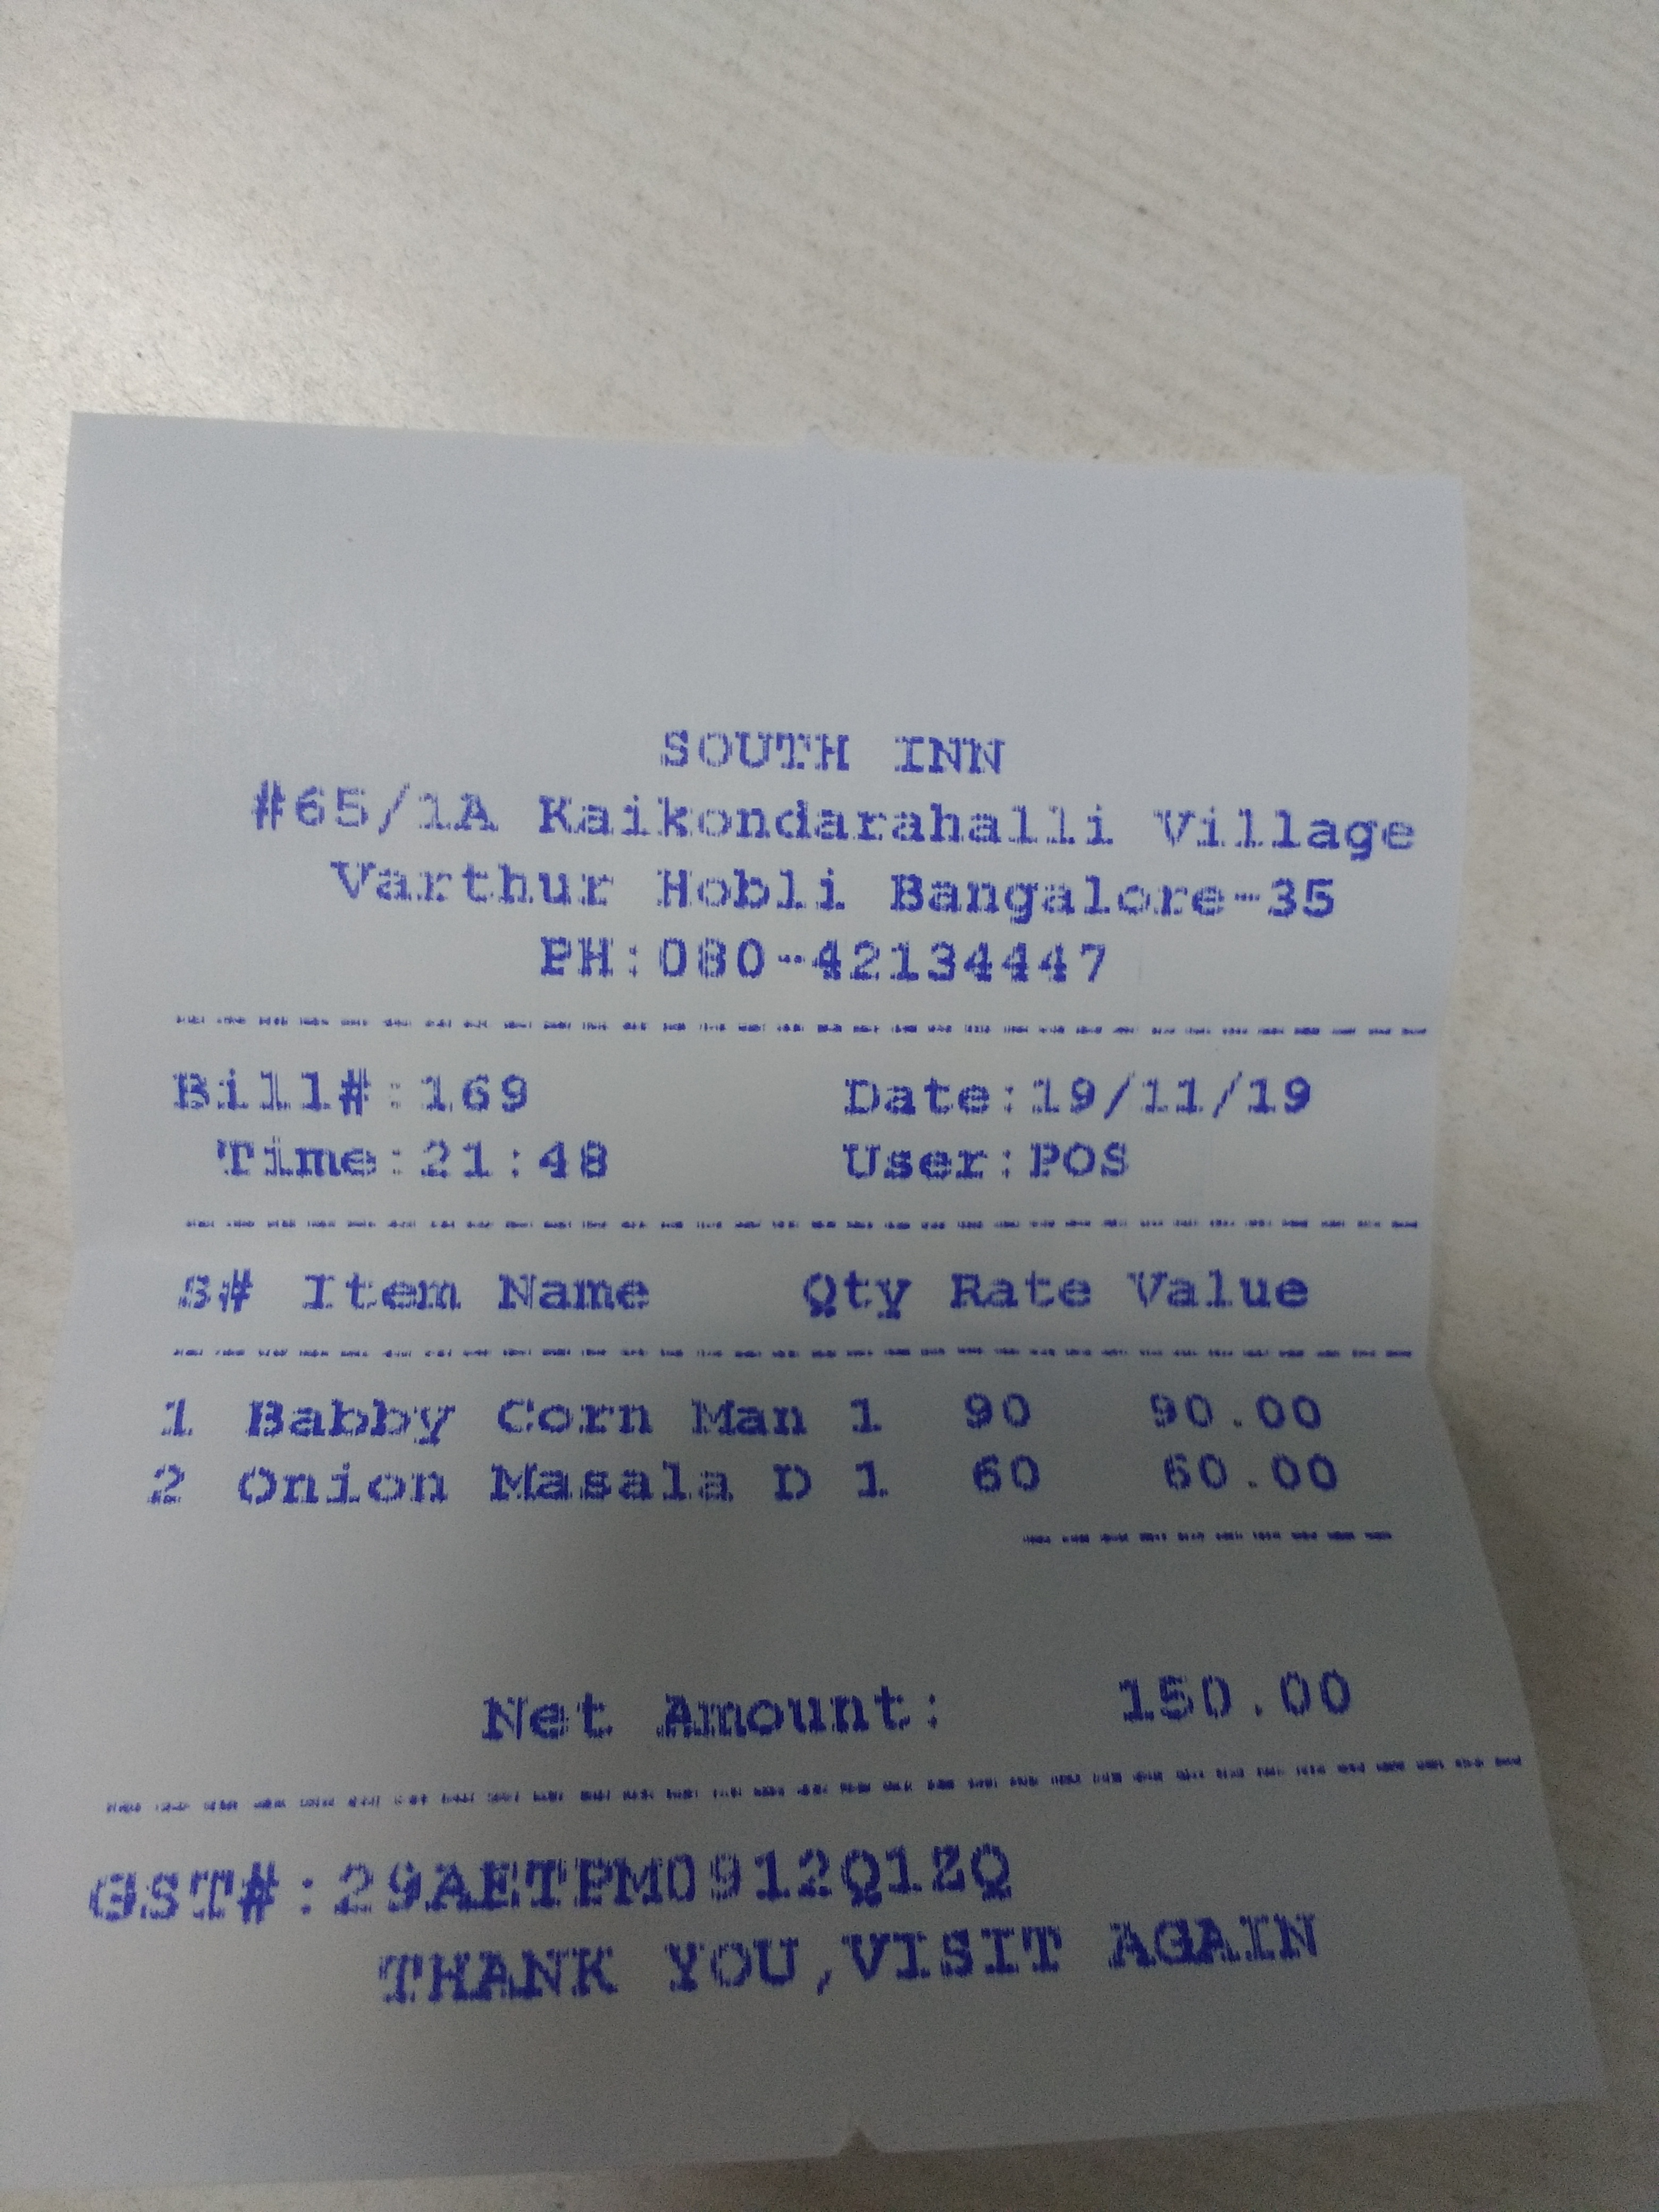 SOUTH INN
#65/1A Kaikondarahalli Village
Varthur Hobli Bangalore-35
PH:080-42134447
Bill#:169 Date:19/11/19
Time:21:48 User:POS
S# Item Name Qty Rate Value
1 Babby Corn Man 1 90 90.00
2 Onion Masala D 1 60 60.00
Net Amount: 150.00
GST#:29AETPM0912Q1ZQ
THANK YOU,VISIT AGAIN